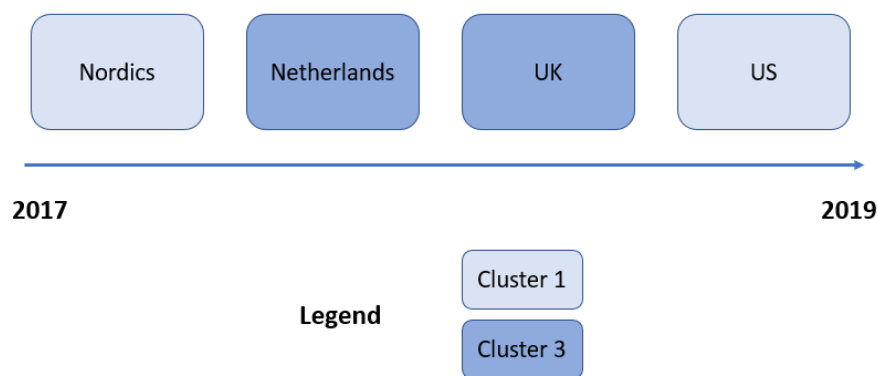 Nordics
Netherlands
UK
US
2017
2019
Legend
Cluster 1
Cluster 3